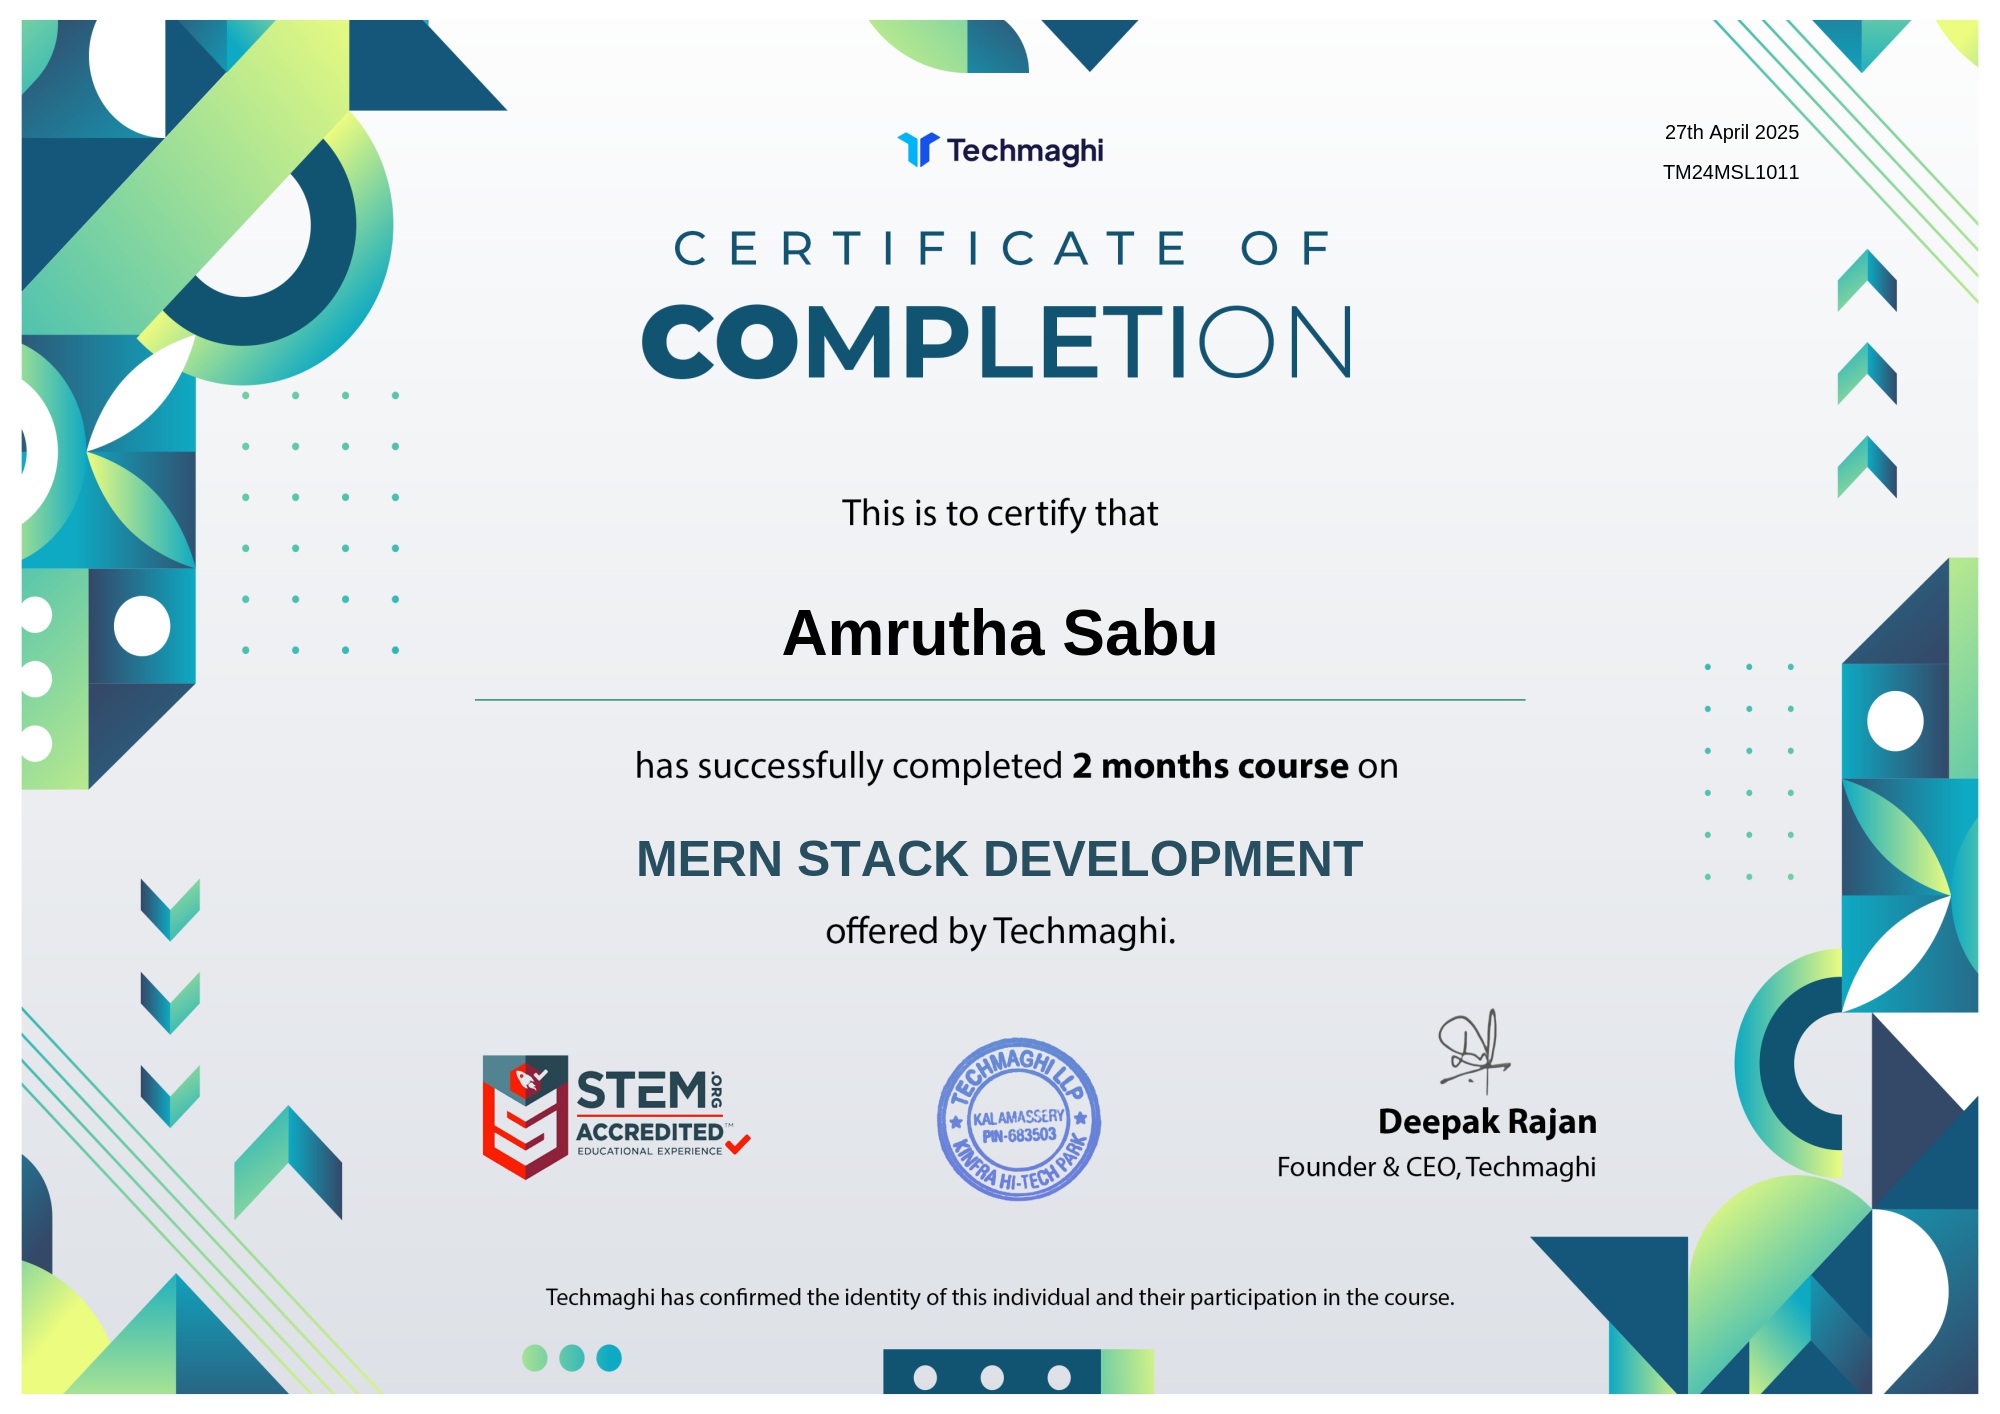 Techmaghi
27th April 2025
TM24MSL1011
CERTIFICATE OF
COMPLETION
This is to certify that
Amrutha Sabu
has successfully completed 2 months course on
MERN STACK DEVELOPMENT
offered by Techmaghi.
STEM.ORG
ACCREDITED™
EDUCATIONAL EXPERIENCE
TECHMAGHI LLP
KALAMASSERY
PIN-683503
KINFRA HI-TECH PARK
Deepak Rajan
Founder & CEO, Techmaghi
Techmaghi has confirmed the identity of this individual and their participation in the course.